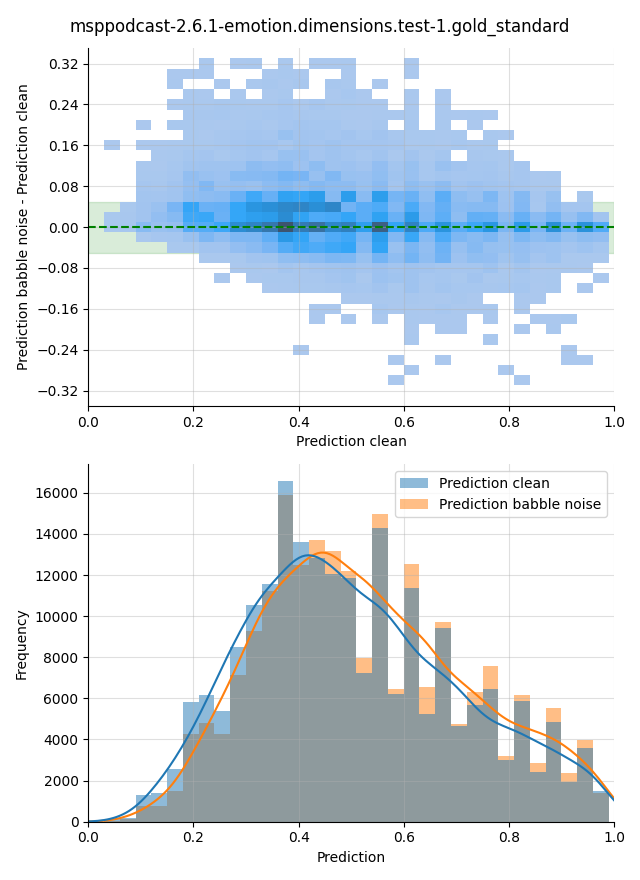 msppodcast-2.6.1-emotion.dimensions.test-1.gold_standard
0.32
0.24
0.16
0.08
0.00
−0.08
−0.16
−0.24
−0.32
Prediction babble noise - Prediction clean
0.0 0.2 0.4 0.6 0.8 1.0
Prediction clean
Prediction clean
Prediction babble noise
16000
14000
12000
10000
8000
6000
4000
2000
0
Frequency
0.0 0.2 0.4 0.6 0.8 1.0
Prediction